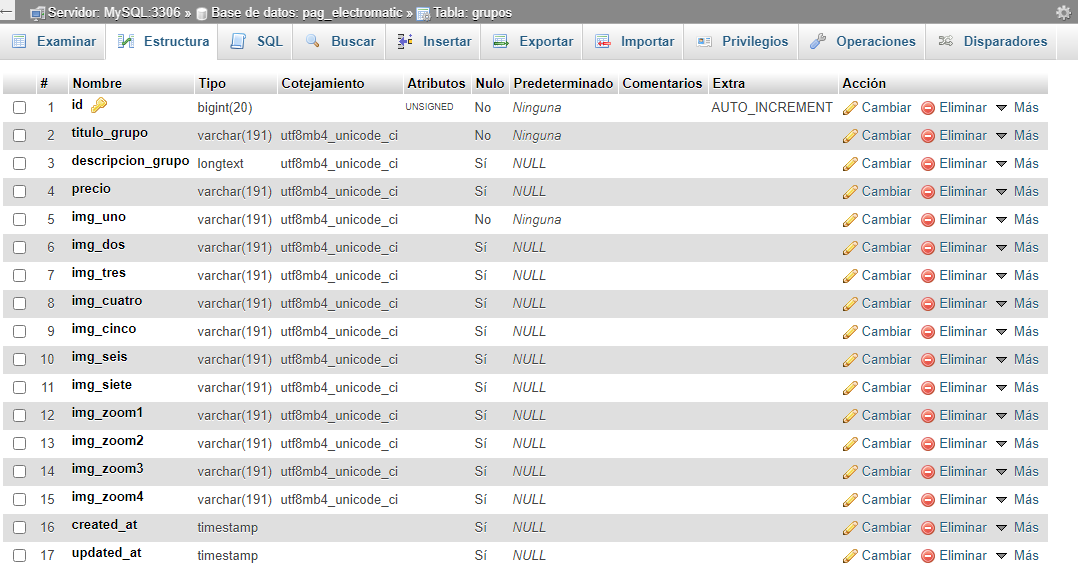 Servidor: MySQL:3306 » Base de datos: pag_electromatic » Tabla: grupos
Examinar Estructura SQL Buscar Insertar Exportar Importar Privilegios Operaciones Disparadores
# Nombre Tipo Cotejamiento Atributos Nulo Predeterminado Comentarios Extra Acción
1 id bigint(20) UNSIGNED No Ninguna AUTO_INCREMENT Cambiar Eliminar Más
2 titulo_grupo varchar(191) utf8mb4_unicode_ci No Ninguna Cambiar Eliminar Más
3 descripcion_grupo longtext utf8mb4_unicode_ci Sí NULL Cambiar Eliminar Más
4 precio varchar(191) utf8mb4_unicode_ci Sí NULL Cambiar Eliminar Más
5 img_uno varchar(191) utf8mb4_unicode_ci No Ninguna Cambiar Eliminar Más
6 img_dos varchar(191) utf8mb4_unicode_ci Sí NULL Cambiar Eliminar Más
7 img_tres varchar(191) utf8mb4_unicode_ci Sí NULL Cambiar Eliminar Más
8 img_cuatro varchar(191) utf8mb4_unicode_ci Sí NULL Cambiar Eliminar Más
9 img_cinco varchar(191) utf8mb4_unicode_ci Sí NULL Cambiar Eliminar Más
10 img_seis varchar(191) utf8mb4_unicode_ci Sí NULL Cambiar Eliminar Más
11 img_siete varchar(191) utf8mb4_unicode_ci Sí NULL Cambiar Eliminar Más
12 img_zoom1 varchar(191) utf8mb4_unicode_ci Sí NULL Cambiar Eliminar Más
13 img_zoom2 varchar(191) utf8mb4_unicode_ci Sí NULL Cambiar Eliminar Más
14 img_zoom3 varchar(191) utf8mb4_unicode_ci Sí NULL Cambiar Eliminar Más
15 img_zoom4 varchar(191) utf8mb4_unicode_ci Sí NULL Cambiar Eliminar Más
16 created_at timestamp Sí NULL Cambiar Eliminar Más
17 updated_at timestamp Sí NULL Cambiar Eliminar Más